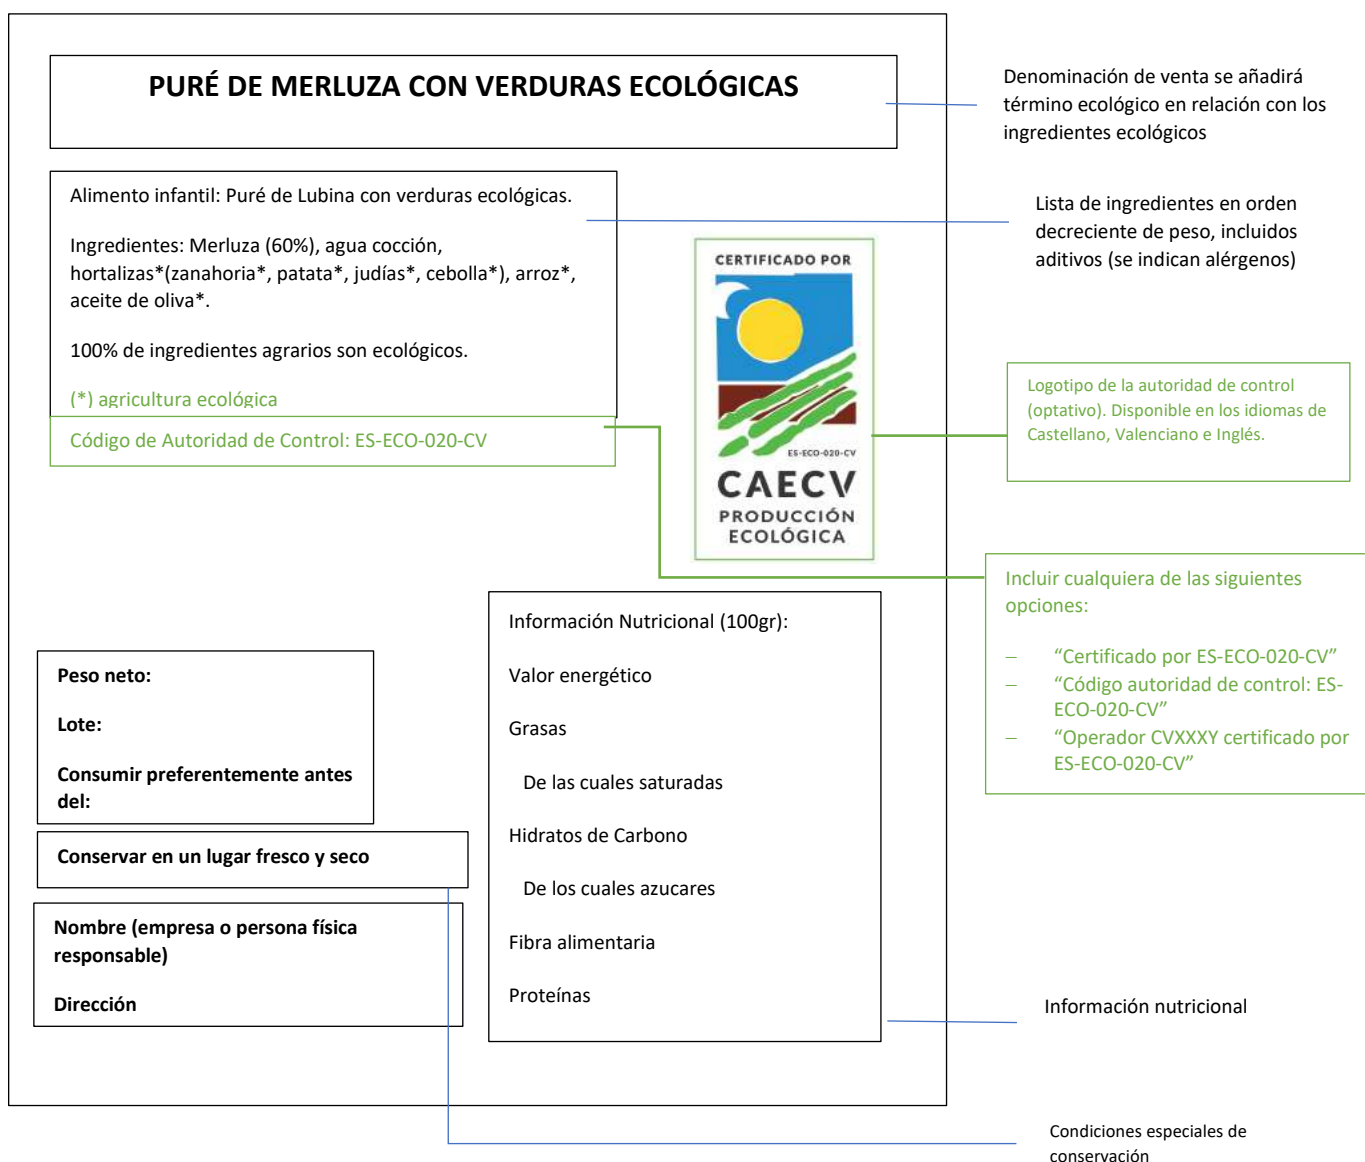 PURÉ DE MERLUZA CON VERDURAS ECOLÓGICAS
Denominación de venta se añadirá
término ecológico en relación con los
ingredientes ecológicos
Alimento infantil: Puré de Lubina con verduras ecológicas.
Ingredientes: Merluza (60%), agua cocción,
hortalizas*(zanahoria*, patata*, judías*, cebolla*), arroz*,
aceite de oliva*.
100% de ingredientes agrarios son ecológicos.
(*) agricultura ecológica
Código de Autoridad de Control: ES-ECO-020-CV
Lista de ingredientes en orden
decreciente de peso, incluidos
aditivos (se indican alérgenos)
CERTIFICADO POR
ES-ECO-020-CV
CAECV
PRODUCCIÓN
ECOLÓGICA
Logotipo de la autoridad de control
(optativo). Disponible en los idiomas de
Castellano, Valenciano e Inglés.
Incluir cualquiera de las siguientes
opciones:
– “Certificado por ES-ECO-020-CV”
– “Código autoridad de control: ES-
ECO-020-CV”
– “Operador CVXXXY certificado por
ES-ECO-020-CV”
Peso neto:
Lote:
Consumir preferentemente antes
del:
Conservar en un lugar fresco y seco
Nombre (empresa o persona física
responsable)
Dirección
Información Nutricional (100gr):
Valor energético
Grasas
De las cuales saturadas
Hidratos de Carbono
De los cuales azucares
Fibra alimentaria
Proteínas
Información nutricional
Condiciones especiales de
conservación